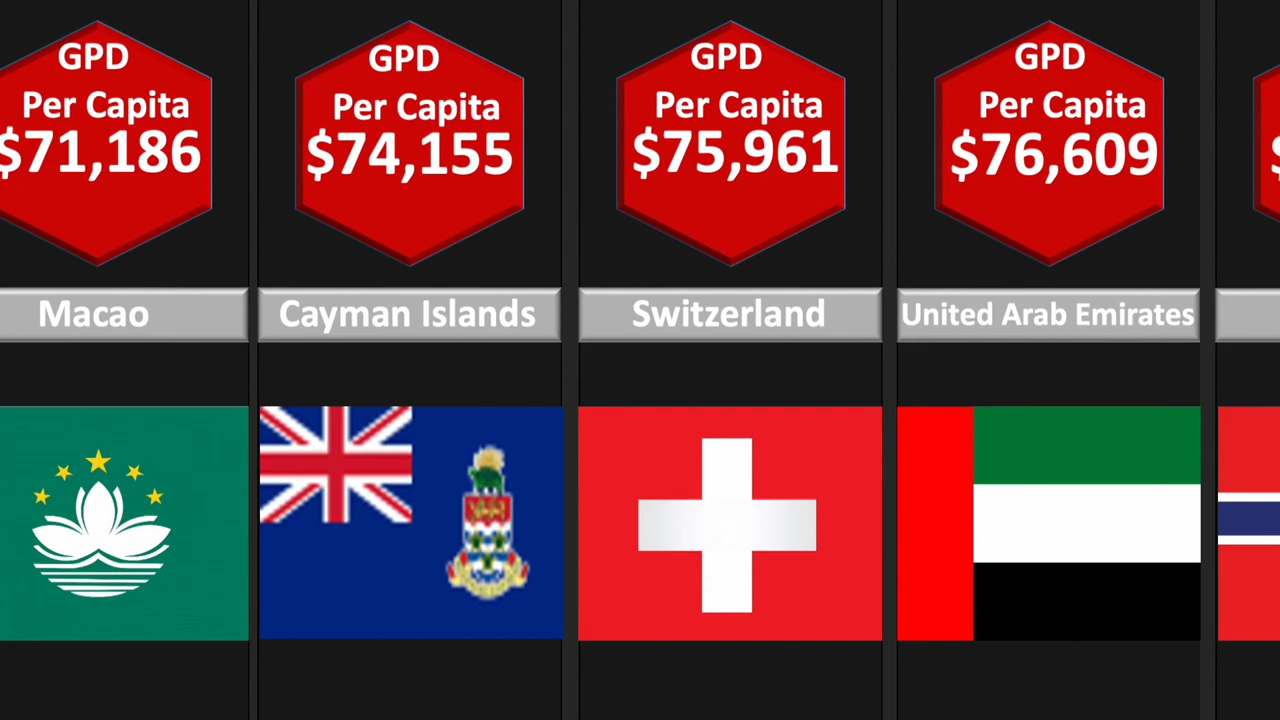 GPD
Per Capita
$71,186
Macao
GPD
Per Capita
$74,155
Cayman Islands
GPD
Per Capita
$75,961
Switzerland
GPD
Per Capita
$76,609
United Arab Emirates
$